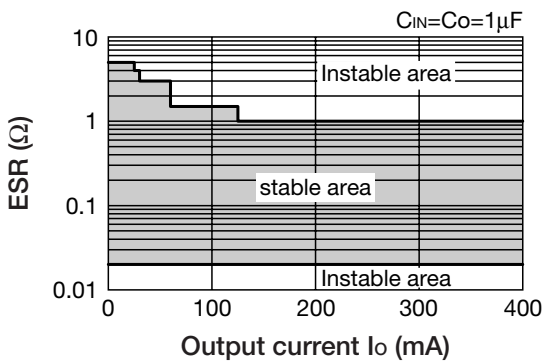 CIN=Co=1μF
10
Instable area
1
ESR (Ω)
stable area
0.1
Instable area
0.01
0 100 200 300 400
Output current Io (mA)